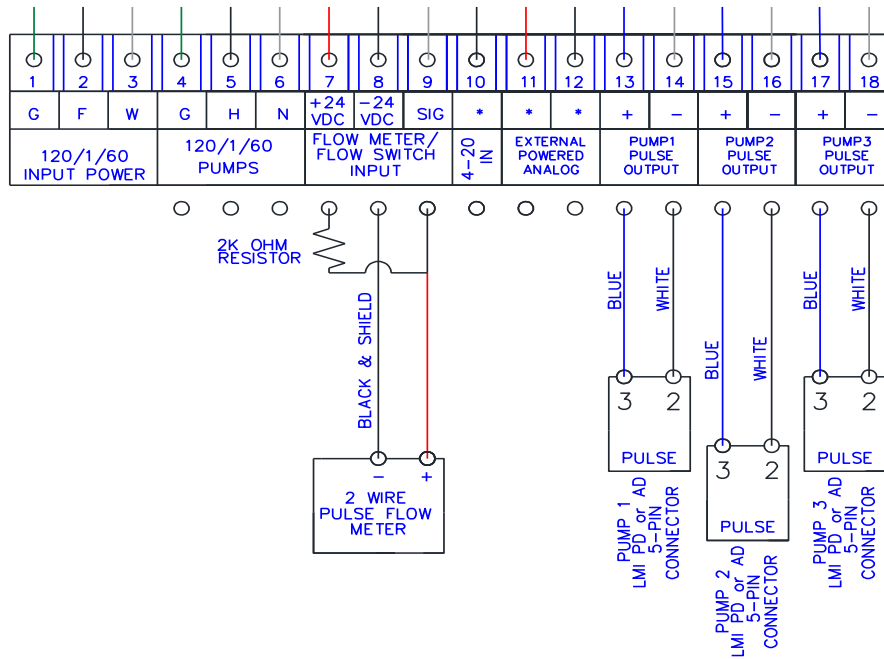 1 2 3 4 5 6 7 8 9 10 11 12 13 14 15 16 17 18
G F W G H N +24 VDC -24 VDC SIG * * * + - + - + -
120/1/60
INPUT POWER
120/1/60
PUMPS
FLOW METER/
FLOW SWITCH
INPUT
4-20
IN
EXTERNAL
POWERED
ANALOG
PUMP1
PULSE
OUTPUT
PUMP2
PULSE
OUTPUT
PUMP3
PULSE
OUTPUT
2K OHM
RESISTOR
BLACK & SHIELD
- +
2 WIRE
PULSE FLOW
METER
BLUE
WHITE
3 2
PULSE
PUMP 1
LMI PD or AD
5-PIN
CONNECTOR
BLUE
WHITE
3 2
PULSE
PUMP 2
LMI PD or AD
5-PIN
CONNECTOR
BLUE
WHITE
3 2
PULSE
PUMP 3
LMI PD or AD
5-PIN
CONNECTOR